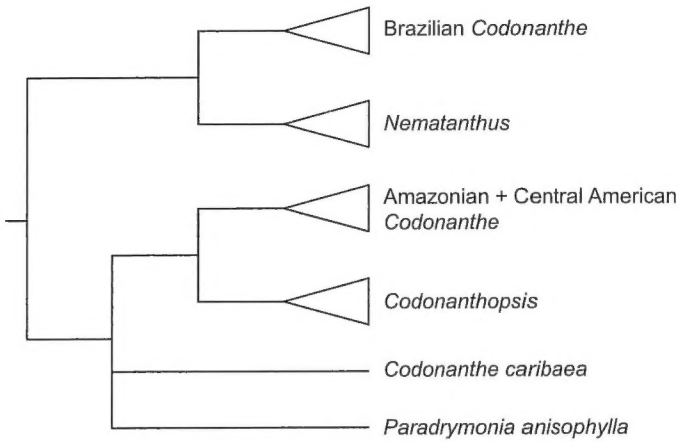 Brazilian Codonanthe
Nematanthus
Amazonian + Central American
Codonanthe
Codonanthopsis
Codonanthe caribaea
Paradrymonia anisophylla